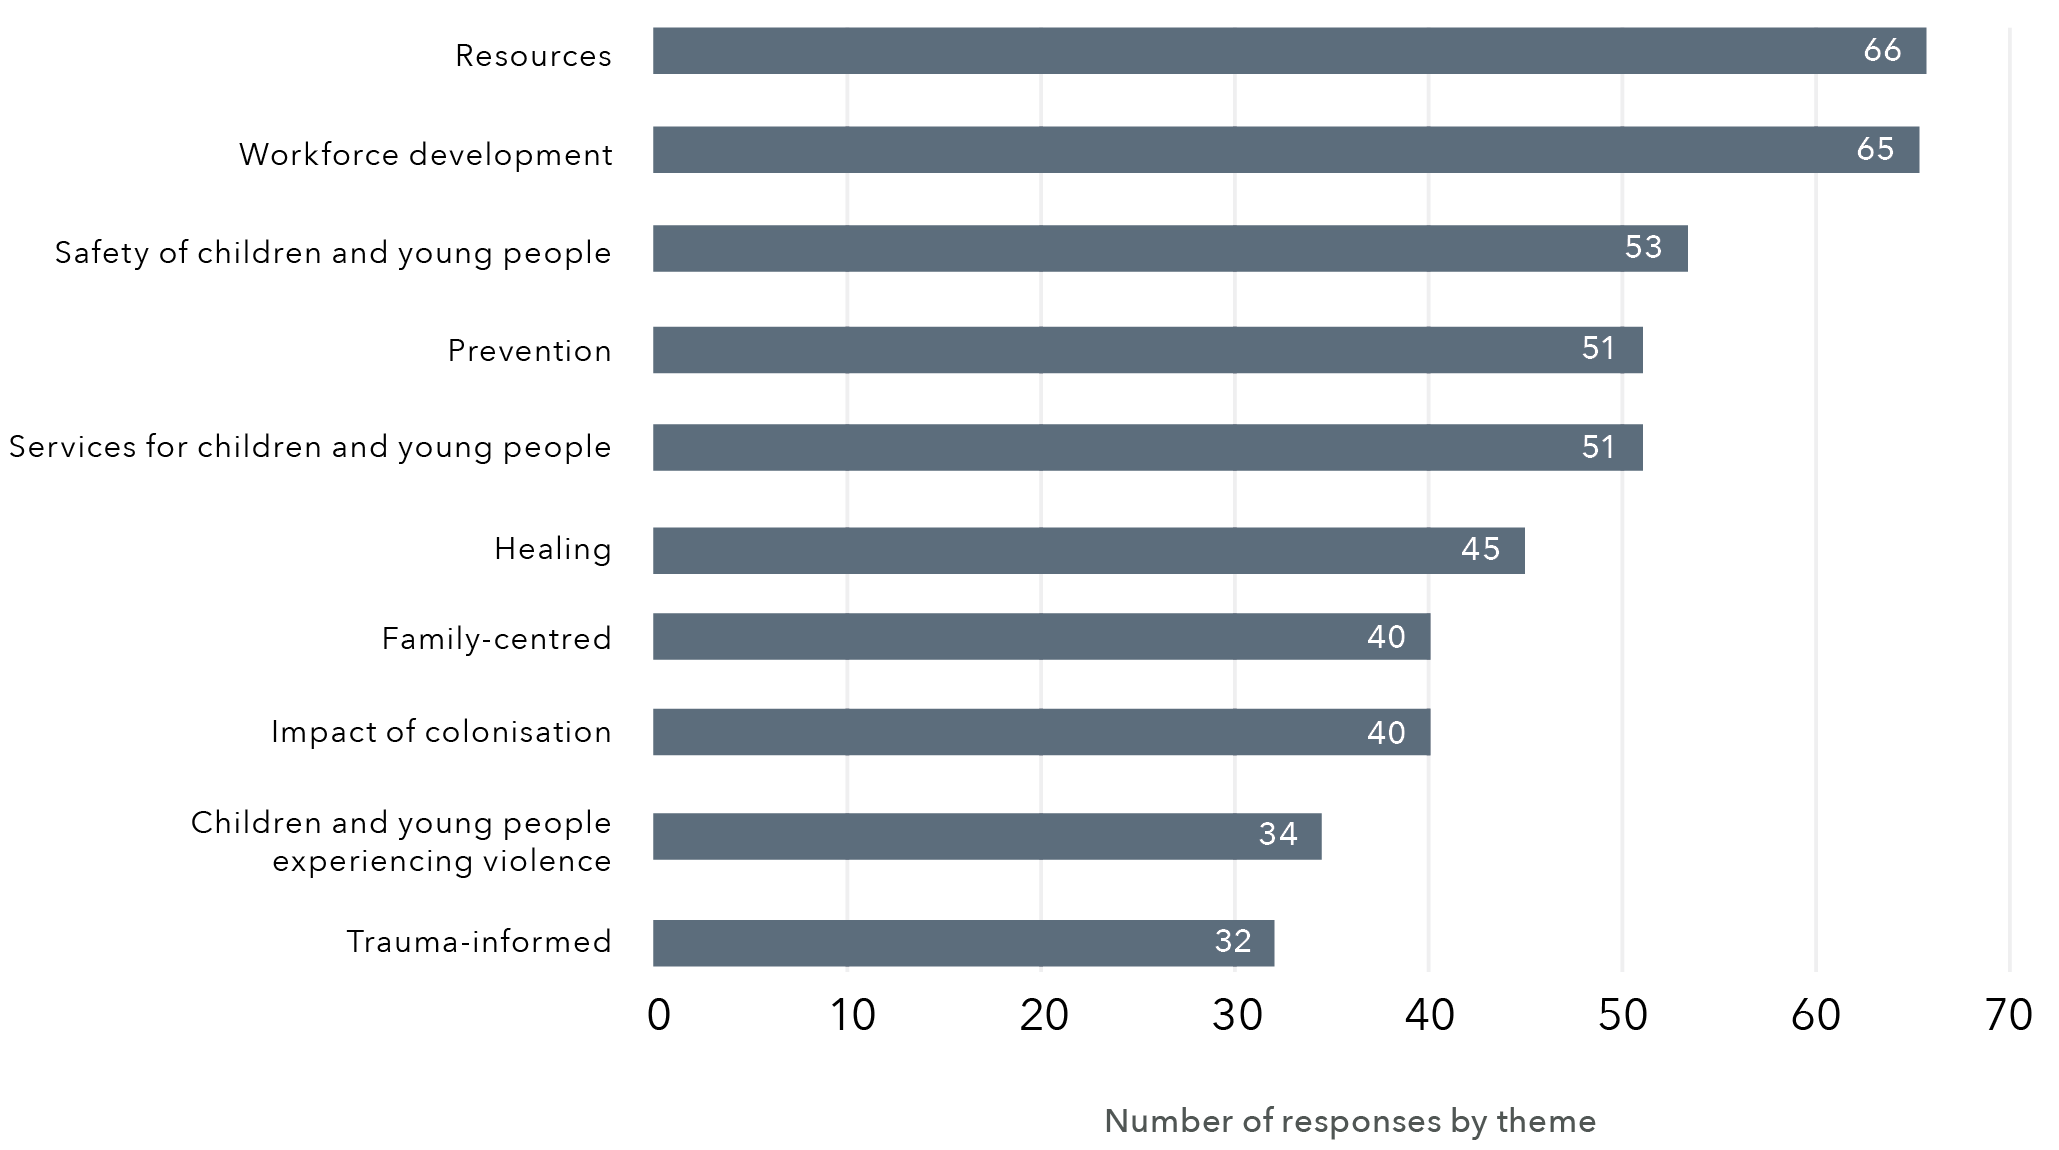 Resources
66
Workforce development
65
Safety of children and young people
53
Prevention
51
Services for children and young people
51
Healing
45
Family-centred
40
Impact of colonisation
40
Children and young people
experiencing violence
34
Trauma-informed
32
0 10 20 30 40 50 60 70
Number of responses by theme